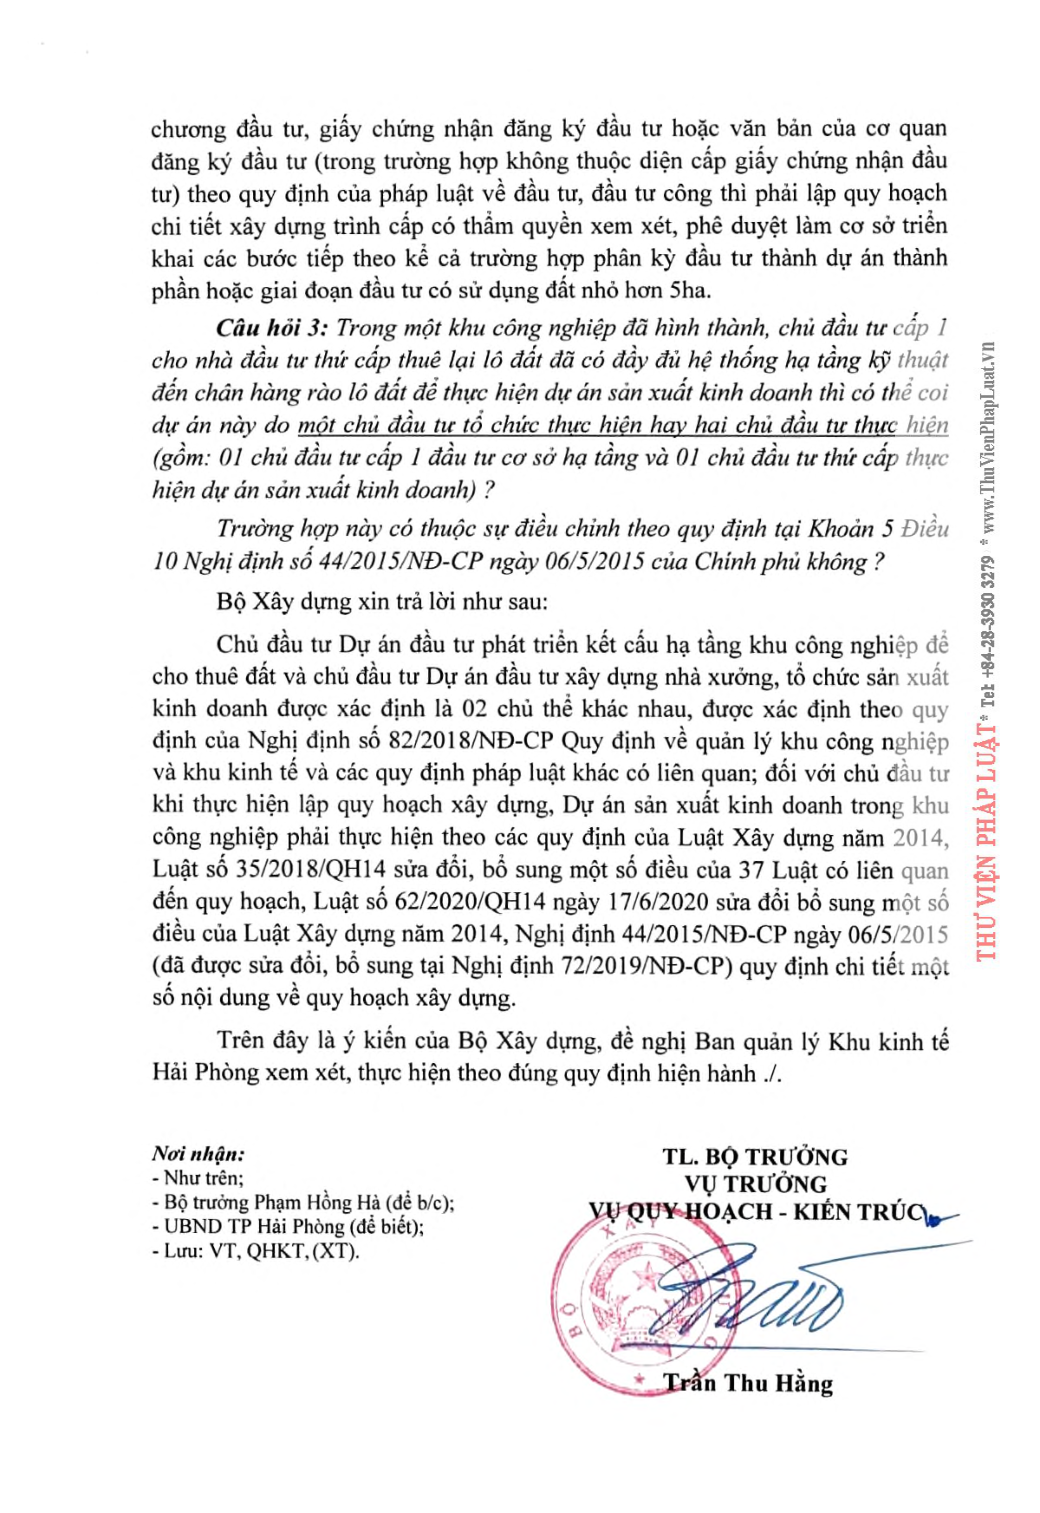 chương đầu tư, giấy chứng nhận đăng ký đầu tư hoặc văn bản của cơ quan
đăng ký đầu tư (trong trường hợp không thuộc diện cấp giấy chứng nhận đầu
tư) theo quy định của pháp luật về đầu tư, đầu tư công thì phải lập quy hoạch
chi tiết xây dựng trình cấp có thẩm quyền xem xét, phê duyệt làm cơ sở triển
khai các bước tiếp theo kể cả trường hợp phân kỳ đầu tư thành dự án thành
phần hoặc giai đoạn đầu tư có sử dụng đất nhỏ hơn 5ha.
Câu hỏi 3: Trong một khu công nghiệp đã hình thành, chủ đầu tư cấp 1
cho nhà đầu tư thứ cấp thuê lại lô đất đã có đầy đủ hệ thống hạ tầng kỹ thuật
đến chân hàng rào lô đất để thực hiện dự án sản xuất kinh doanh thì có thể coi
dự án này do một chủ đầu tư tổ chức thực hiện hay hai chủ đầu tư thực hiện
(gồm: 01 chủ đầu tư cấp 1 đầu tư cơ sở hạ tầng và 01 chủ đầu tư thứ cấp thực
hiện dự án sản xuất kinh doanh) ?
Trường hợp này có thuộc sự điều chỉnh theo quy định tại Khoản 5 Điều
10 Nghị định số 44/2015/NĐ-CP ngày 06/5/2015 của Chính phủ không ?
Bộ Xây dựng xin trả lời như sau:
Chủ đầu tư Dự án đầu tư phát triển kết cấu hạ tầng khu công nghiệp để
cho thuê đất và chủ đầu tư Dự án đầu tư xây dựng nhà xưởng, tổ chức sản xuất
kinh doanh được xác định là 02 chủ thể khác nhau, được xác định theo quy
định của Nghị định số 82/2018/NĐ-CP Quy định về quản lý khu công nghiệp
và khu kinh tế và các quy định pháp luật khác có liên quan; đối với chủ đầu tư
khi thực hiện lập quy hoạch xây dựng, Dự án sản xuất kinh doanh trong khu
công nghiệp phải thực hiện theo các quy định của Luật Xây dựng năm 2014,
Luật số 35/2018/QH14 sửa đổi, bổ sung một số điều của 37 Luật có liên quan
đến quy hoạch, Luật số 62/2020/QH14 ngày 17/6/2020 sửa đổi bổ sung một số
điều của Luật Xây dựng năm 2014, Nghị định 44/2015/NĐ-CP ngày 06/5/2015
(đã được sửa đổi, bổ sung tại Nghị định 72/2019/NĐ-CP) quy định chi tiết một
số nội dung về quy hoạch xây dựng.
Trên đây là ý kiến của Bộ Xây dựng, đề nghị Ban quản lý Khu kinh tế
Hải Phòng xem xét, thực hiện theo đúng quy định hiện hành ./.
Nơi nhận:
- Như trên;
- Bộ trưởng Phạm Hồng Hà (để b/c);
- UBND TP Hải Phòng (để biết);
- Lưu: VT, QHKT, (XT).
TL. BỘ TRƯỞNG
VỤ TRƯỞNG
VỤ QUY HOẠCH - KIẾN TRÚC
BỘ XÂY DỰNG
Trần Thu Hằng
THƯ VIỆN PHÁP LUẬT * Tel: +84-28-3930 3279 * www.ThuVienPhapLuat.vn